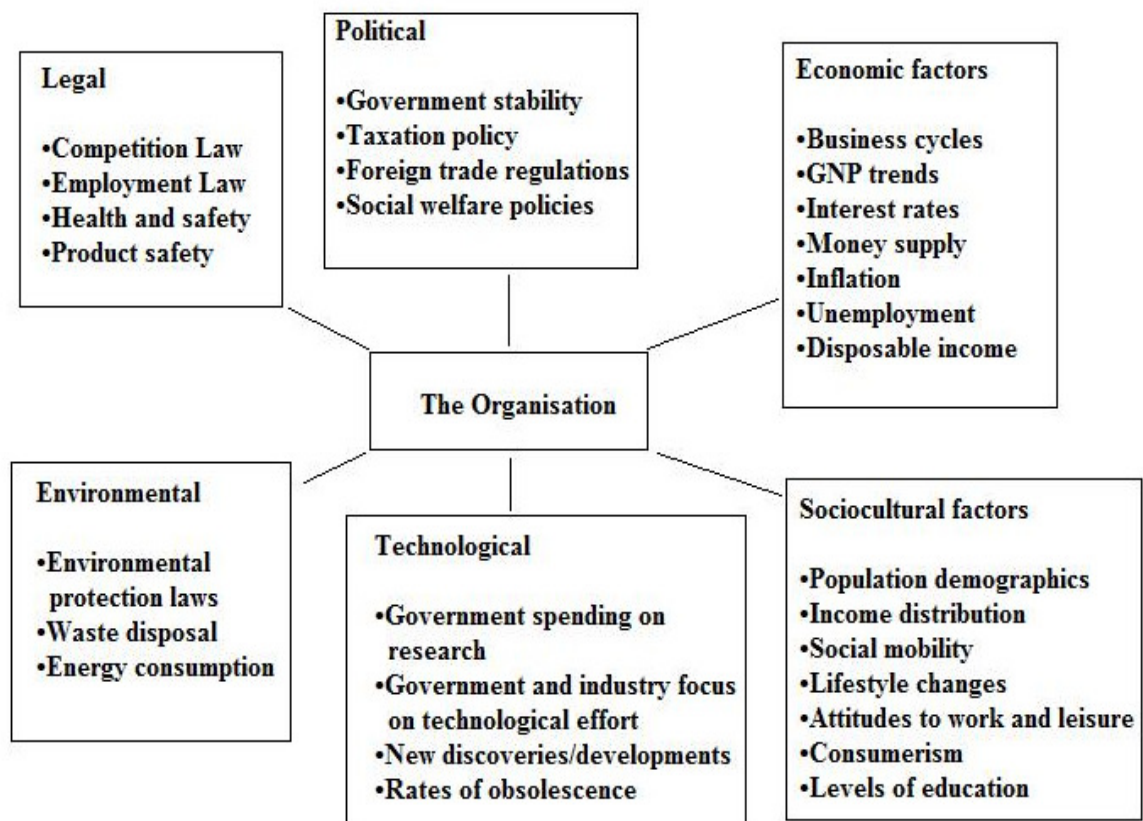 Legal
•Competition Law
•Employment Law
•Health and safety
•Product safety
Political
•Government stability
•Taxation policy
•Foreign trade regulations
•Social welfare policies
Economic factors
•Business cycles
•GNP trends
•Interest rates
•Money supply
•Inflation
•Unemployment
•Disposable income
The Organisation
Environmental
•Environmental
protection laws
•Waste disposal
•Energy consumption
Technological
•Government spending on
research
•Government and industry focus
on technological effort
•New discoveries/developments
•Rates of obsolescence
Sociocultural factors
•Population demographics
•Income distribution
•Social mobility
•Lifestyle changes
•Attitudes to work and leisure
•Consumerism
•Levels of education